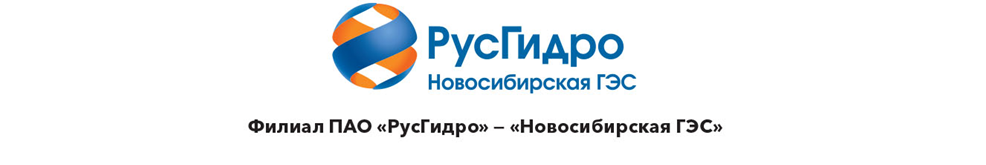 РусГидро
Новосибирская ГЭС
Филиал ПАО «РусГидро» – «Новосибирская ГЭС»